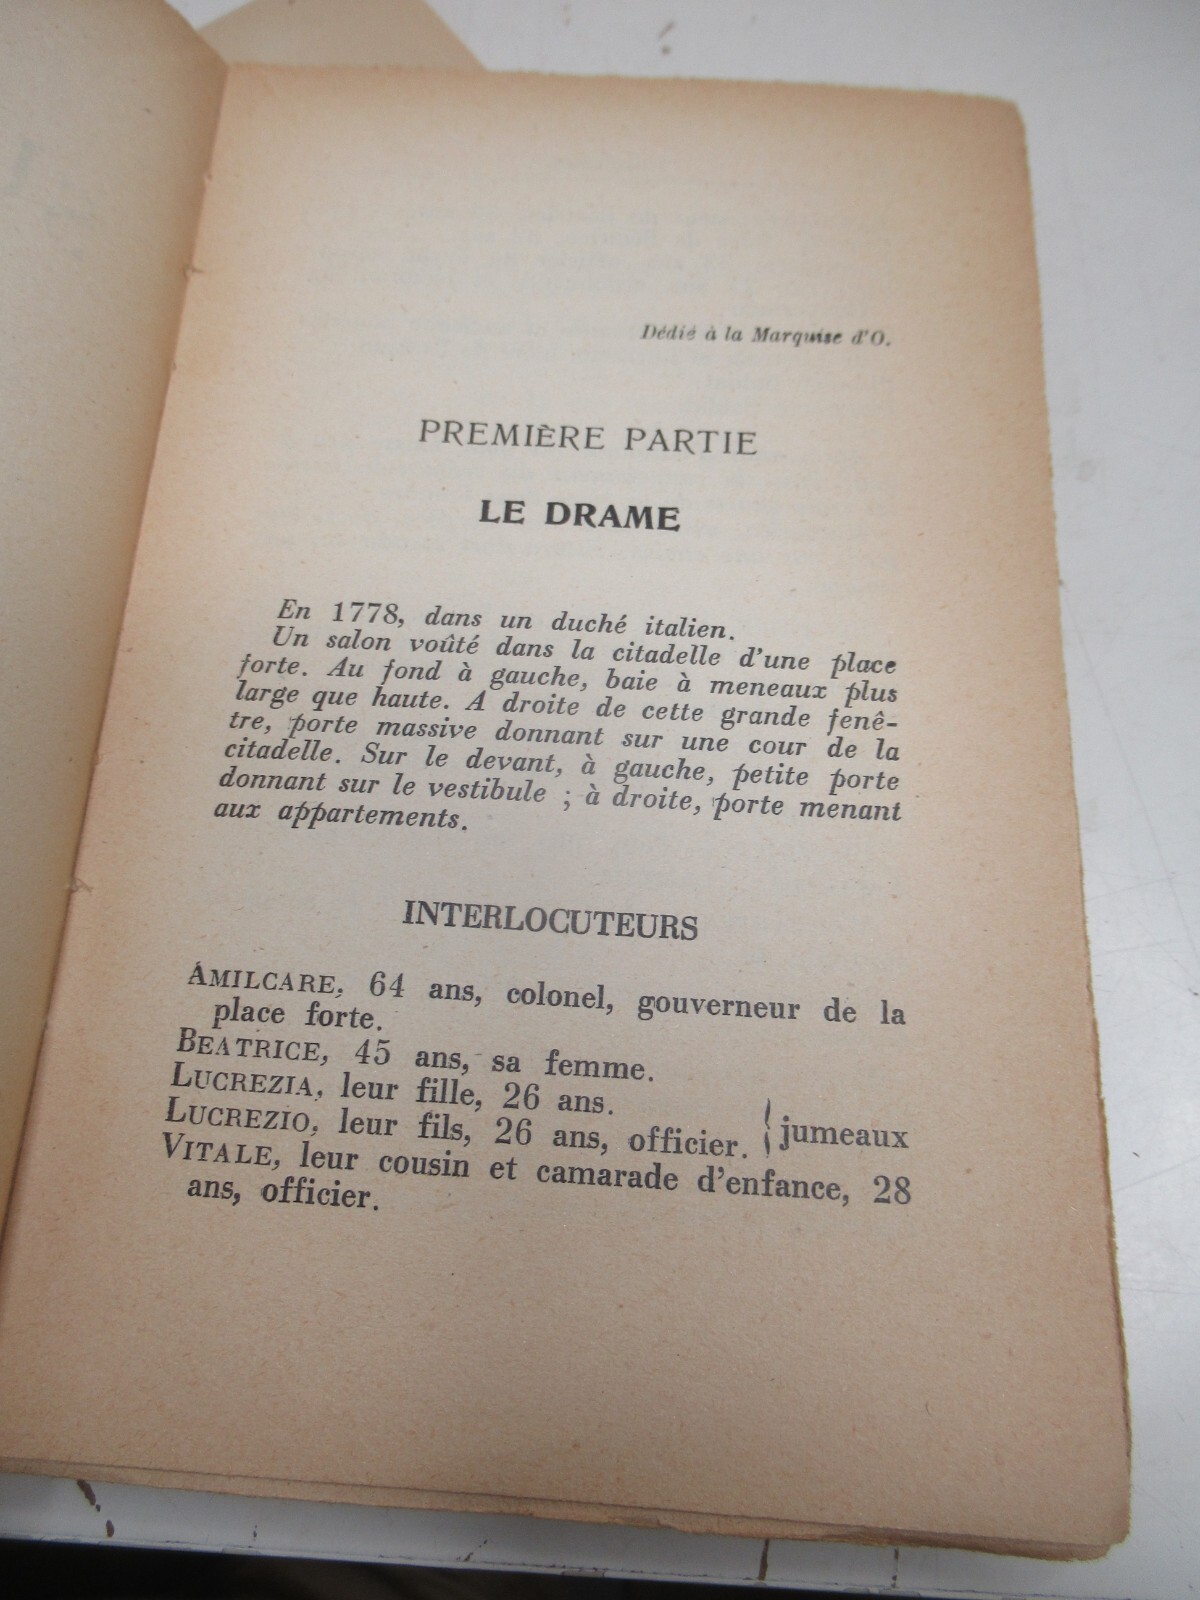 Dédié à la Marquise d'O.
PREMIÈRE PARTIE
LE DRAME
En 1778, dans un duché italien.
Un salon voûté dans la citadelle d'une place
forte. Au fond à gauche, baie à meneaux plus
large que haute. A droite de cette grande fenê-
tre, porte massive donnant sur une cour de la
citadelle. Sur le devant, à gauche, petite porte
donnant sur le vestibule ; à droite, porte menant
aux appartements.
INTERLOCUTEURS
AMILCARE, 64 ans, colonel, gouverneur de la
place forte.
BEATRICE, 45 ans, sa femme.
LUCREZIA, leur fille, 26 ans.
LUCREZIO, leur fils, 26 ans, officier. } jumeaux
VITALE, leur cousin et camarade d'enfance, 28
ans, officier.